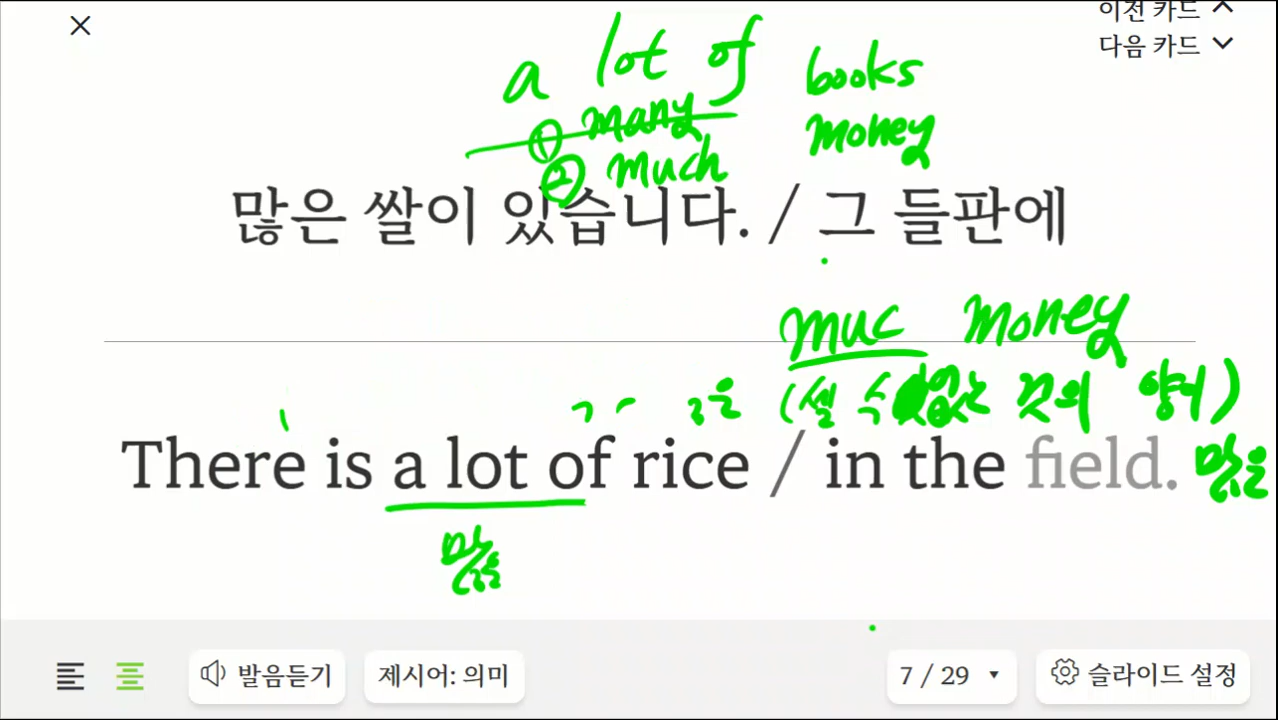 이전 카드
다음 카드
a lot of books
① many money
② much
많은 쌀이 있습니다. / 그 들판에
muc money
(셀 수 없는 것의 양이)
많은
There is a lot of rice / in the field.
많은
발음듣기
제시어: 의미
7 / 29
슬라이드 설정